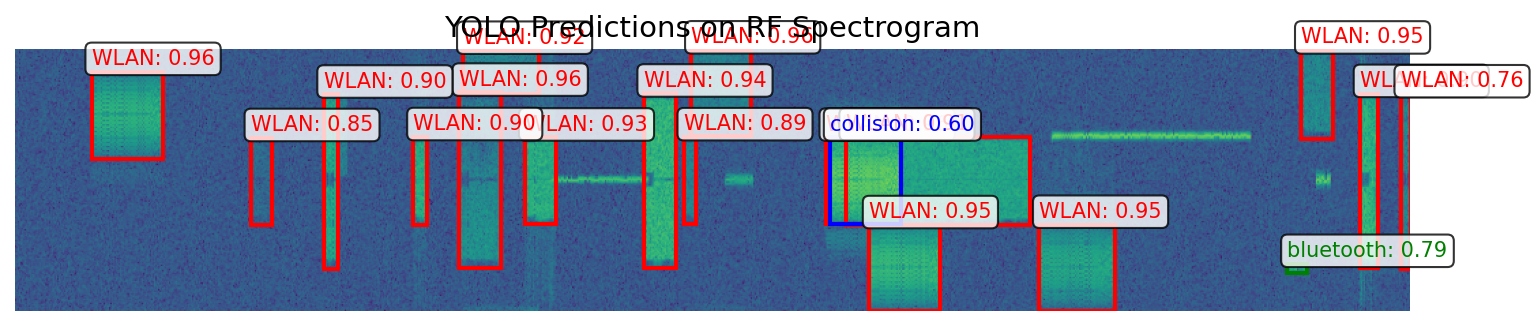 YOLO Predictions on RF Spectrogram
WLAN: 0.92
WLAN: 0.96
WLAN: 0.95
WLAN: 0.96
WLAN: 0.90
WLAN: 0.96
WLAN: 0.94
WLAN: 0.76
WLAN: 0.85
WLAN: 0.90
WLAN: 0.93
WLAN: 0.89
collision: 0.60
WLAN: 0.95
WLAN: 0.95
bluetooth: 0.79